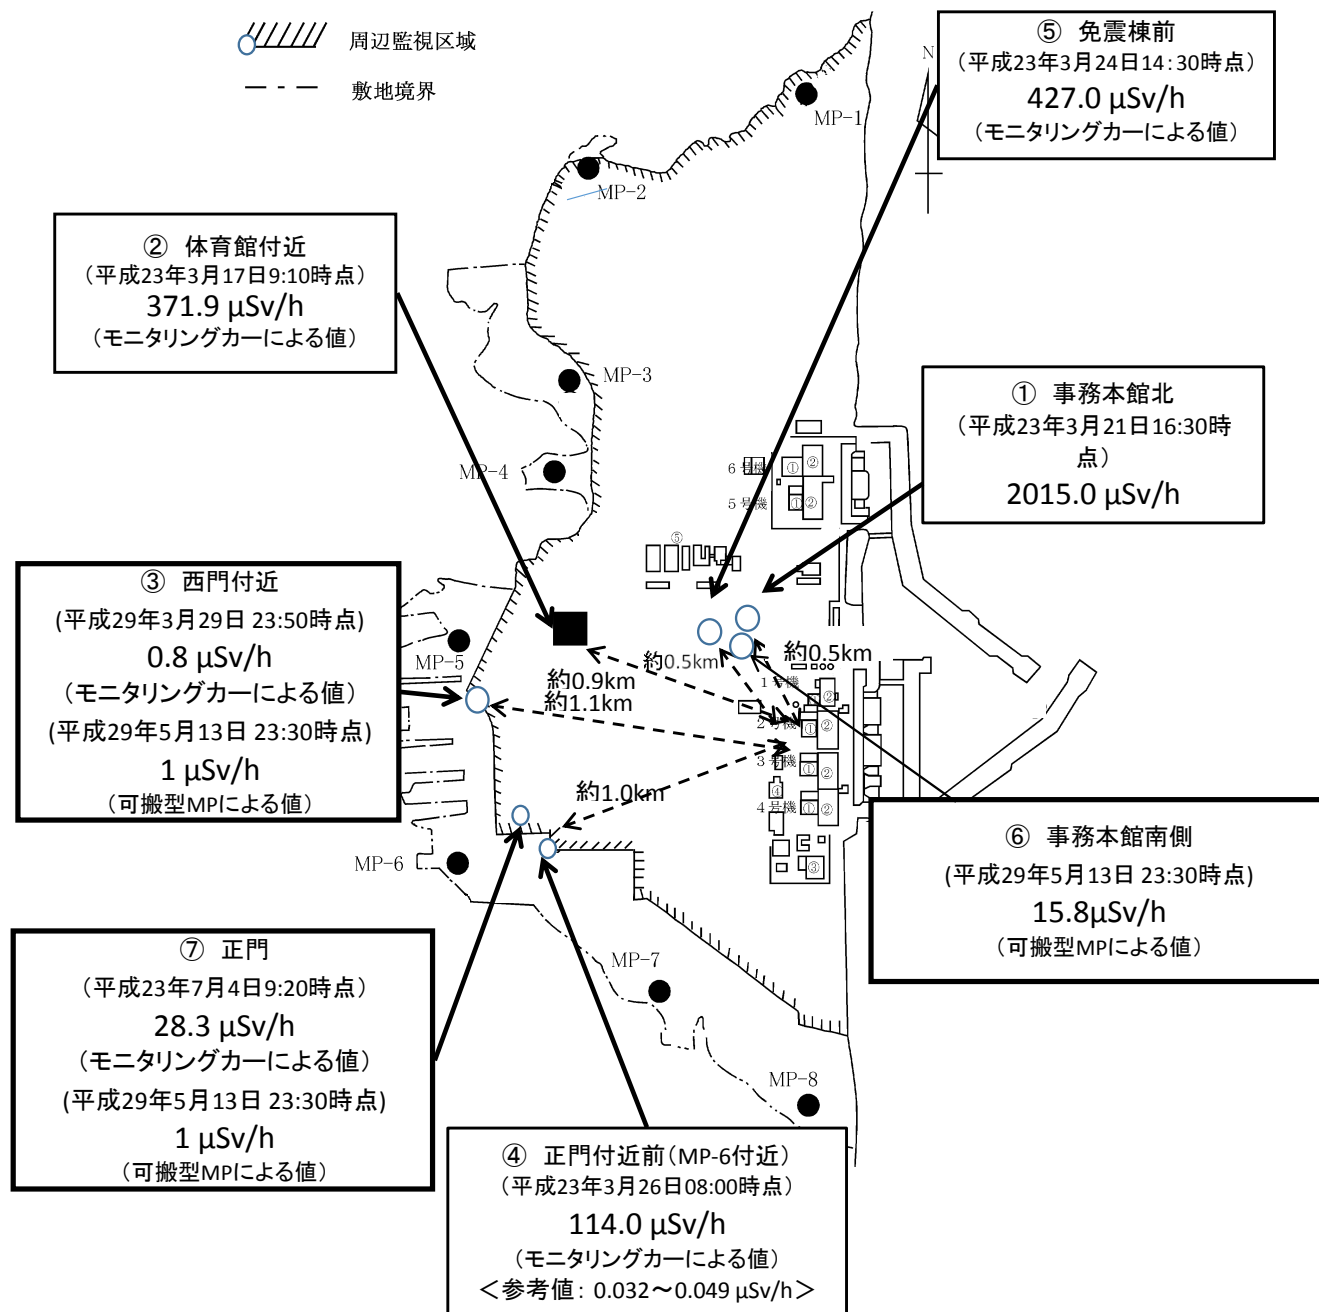 周辺監視区域
敷地境界
N
MP-1
MP-2
MP-3
MP-4
MP-5
MP-6
MP-7
MP-8
⑤ 免震棟前
(平成23年3月24日14:30時点)
427.0 μSv/h
(モニタリングカーによる値)
② 体育館付近
(平成23年3月17日9:10時点)
371.9 μSv/h
(モニタリングカーによる値)
① 事務本館北
(平成23年3月21日16:30時
点)
2015.0 μSv/h
6号機
①
②
5号機
①
②
⑤
③ 西門付近
(平成29年3月29日 23:50時点)
0.8 μSv/h
(モニタリングカーによる値)
(平成29年5月13日 23:30時点)
1 μSv/h
(可搬型MPによる値)
約0.5km
約0.5km
約0.9km
約1.1km
約1.0km
1号機
②
2号機
①
②
3号機
①
②
④
4号機
①
②
③
⑥ 事務本館南側
(平成29年5月13日 23:30時点)
15.8μSv/h
(可搬型MPによる値)
⑦ 正門
(平成23年7月4日9:20時点)
28.3 μSv/h
(モニタリングカーによる値)
(平成29年5月13日 23:30時点)
1 μSv/h
(可搬型MPによる値)
④ 正門付近前(MP-6付近)
(平成23年3月26日08:00時点)
114.0 μSv/h
(モニタリングカーによる値)
<参考値: 0.032～0.049 μSv/h>